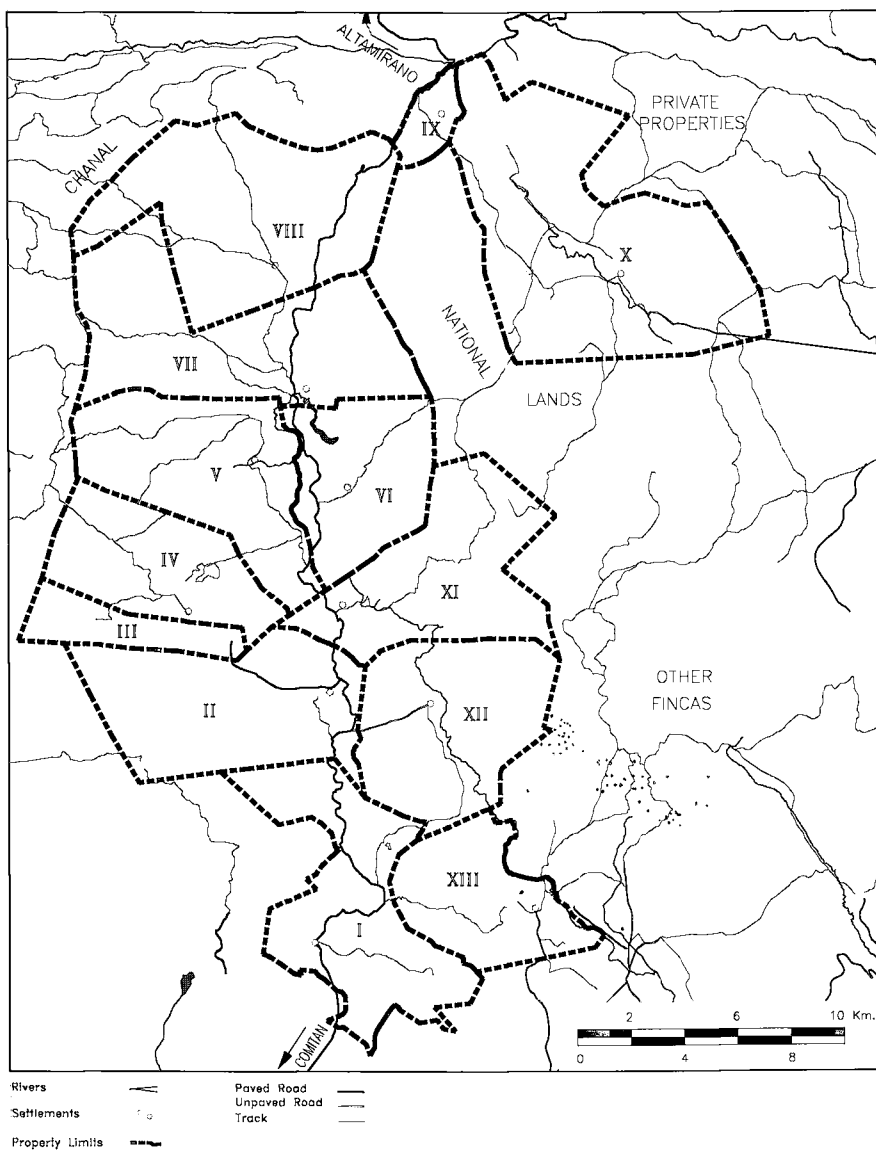 ALTAMIRANO
CHANAL
PRIVATE
PROPERTIES
IX
VIII
X
NATIONAL
LANDS
VII
V
VI
IV
XI
III
II
XII
OTHER
FINCAS
XIII
I
COMITAN
2 6 10 Km.
0 4 8
Rivers
Settlements
Property Limits
Paved Road
Unpaved Road
Track